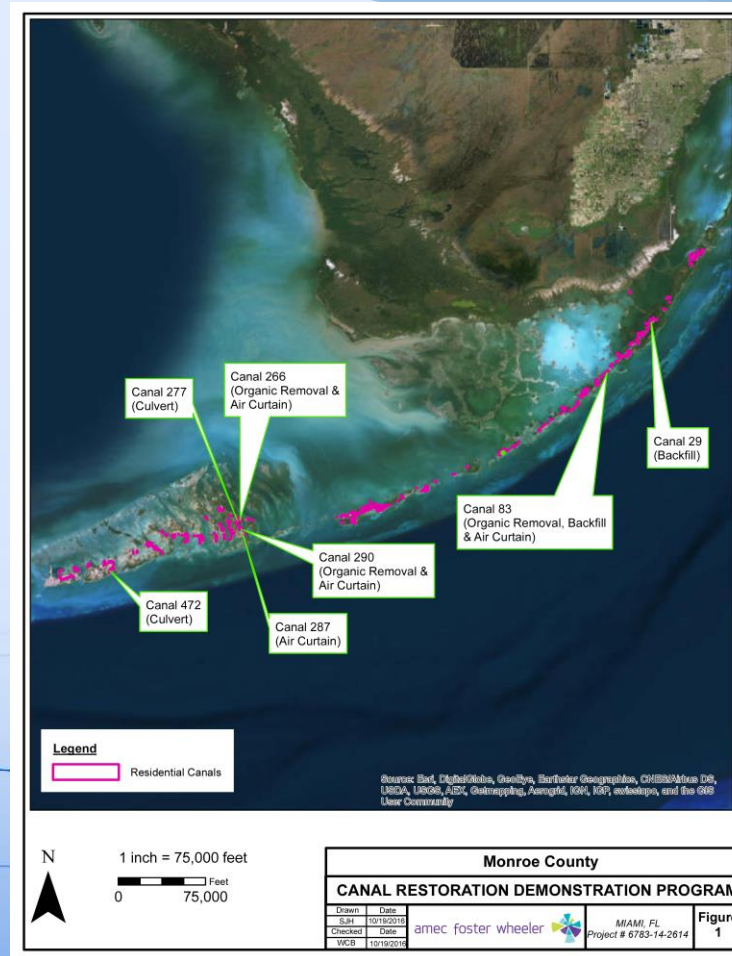 Canal 277
(Culvert)
Canal 266
(Organic Removal &
Air Curtain)
Canal 29
(Backfill)
Canal 83
(Organic Removal, Backfill
& Air Curtain)
Canal 290
(Organic Removal &
Air Curtain)
Canal 472
(Culvert)
Canal 287
(Air Curtain)
Legend
Residential Canals
Source: Esri, DigitalGlobe, GeoEye, Earthstar Geographics, CNES/Airbus DS,
USDA, USGS, AEX, Getmapping, Aerogrid, IGN, IGP, swisstopo, and the GIS
User Community
N
1 inch = 75,000 feet
Feet
0 75,000
Monroe County
CANAL RESTORATION DEMONSTRATION PROGRAM
Drawn Date
SJH 10/19/2016
Checked Date
WCB 10/19/2016
amec foster wheeler
MIAMI, FL
Project # 6783-14-2614
Figure
1